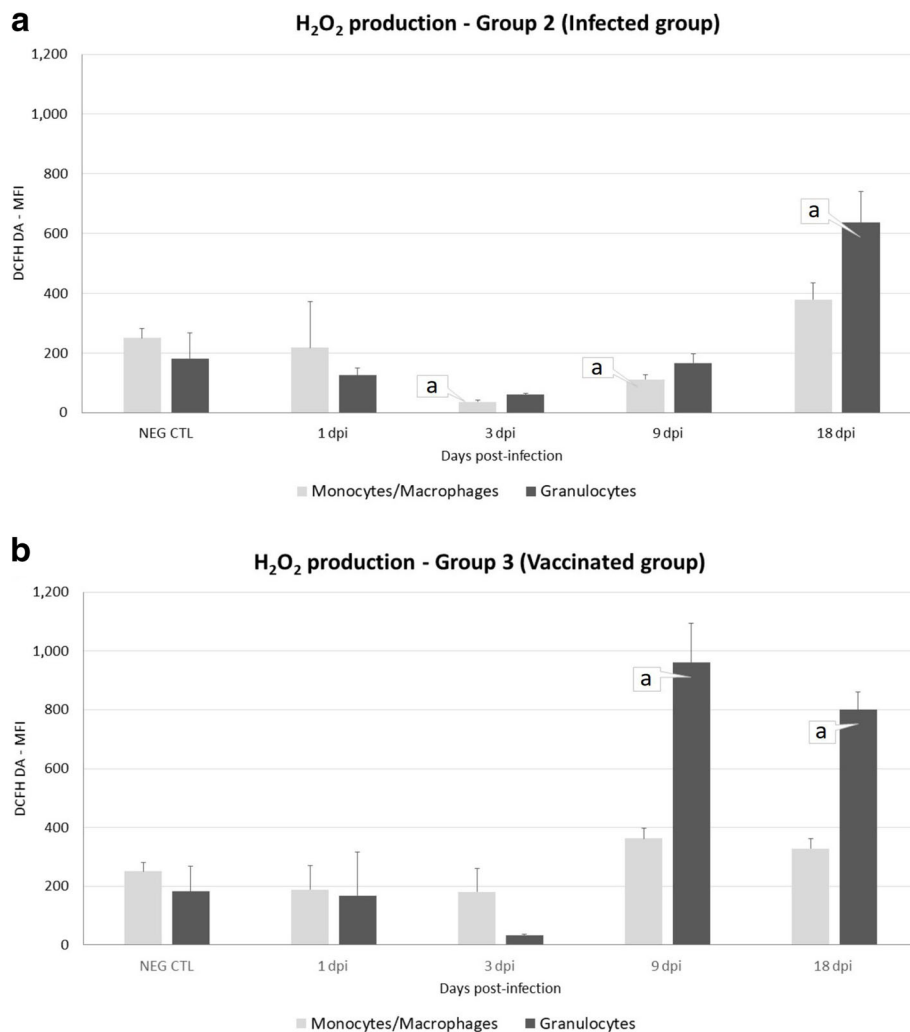 a
H₂O₂ production - Group 2 (Infected group)
1,200
1,000
800
600
400
200
0
DCFH DA - MFI
a
a
a
NEG CTL 1 dpi 3 dpi 9 dpi 18 dpi
Days post-infection
Monocytes/Macrophages Granulocytes
b
H₂O₂ production - Group 3 (Vaccinated group)
1,200
1,000
800
600
400
200
0
DCFH DA - MFI
a
a
NEG CTL 1 dpi 3 dpi 9 dpi 18 dpi
Days post-infection
Monocytes/Macrophages Granulocytes